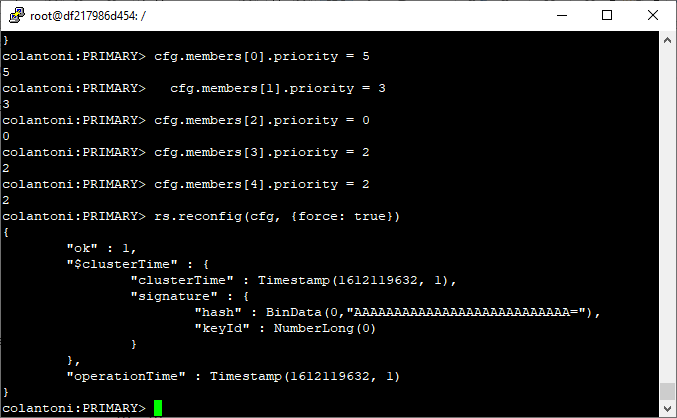 root@df217986d454: /
}
colantoni:PRIMARY> cfg.members[0].priority = 5
5
colantoni:PRIMARY>   cfg.members[1].priority = 3
3
colantoni:PRIMARY> cfg.members[2].priority = 0
0
colantoni:PRIMARY> cfg.members[3].priority = 2
2
colantoni:PRIMARY> cfg.members[4].priority = 2
2
colantoni:PRIMARY> rs.reconfig(cfg, {force: true})
{
        "ok" : 1,
        "$clusterTime" : {
                "clusterTime" : Timestamp(1612119632, 1),
                "signature" : {
                        "hash" : BinData(0,"AAAAAAAAAAAAAAAAAAAAAAAAAAA="),
                        "keyId" : NumberLong(0)
                }
        },
        "operationTime" : Timestamp(1612119632, 1)
}
colantoni:PRIMARY>